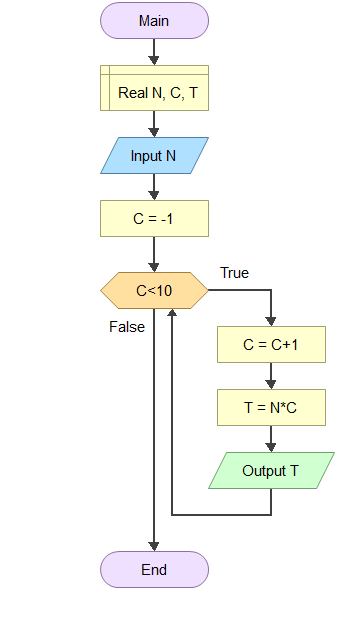 Main
Real N, C, T
Input N
C = -1
C<10
True
False
C = C+1
T = N*C
Output T
End